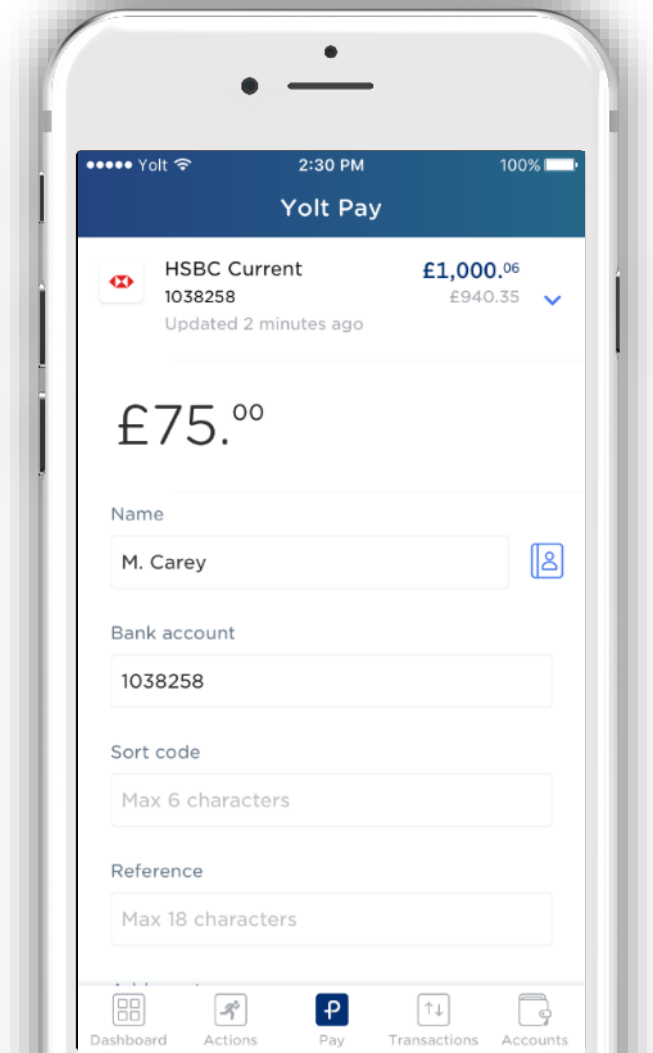 Yolt 2:30 PM 100%
Yolt Pay
HSBC Current £1,000.06
1038258 £940.35
Updated 2 minutes ago
£75.00
Name
M. Carey
Bank account
1038258
Sort code
Max 6 characters
Reference
Max 18 characters
Dashboard Actions Pay Transactions Accounts